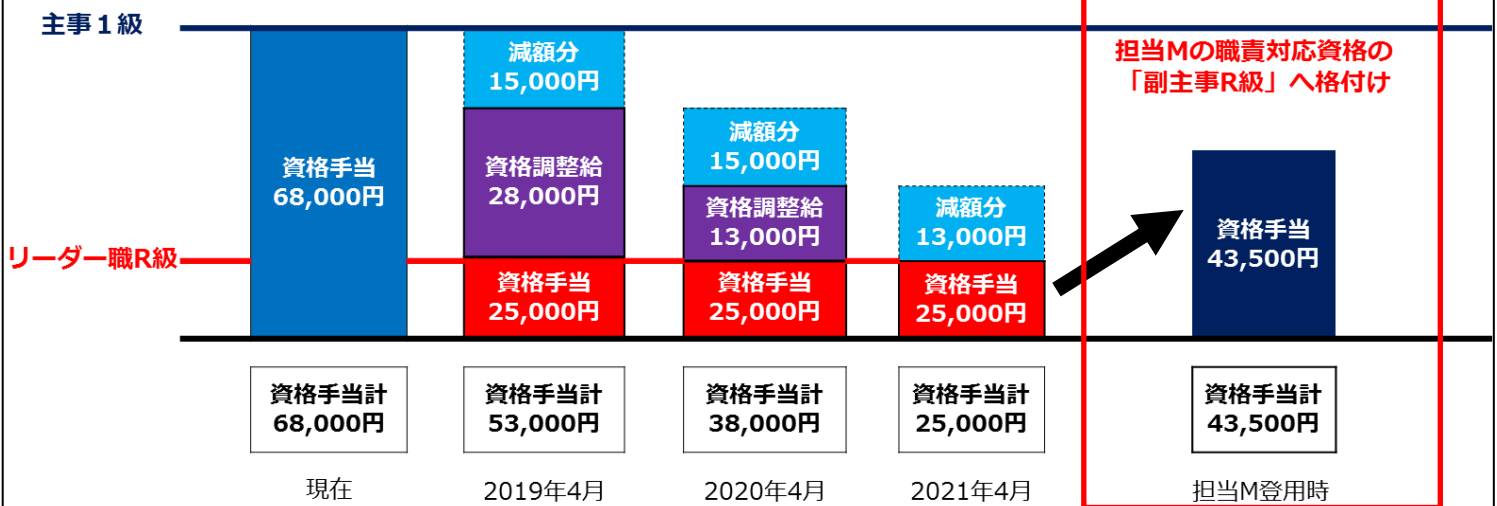 主事１級
資格手当
68,000円
減額分
15,000円
資格調整給
28,000円
資格手当
25,000円
減額分
15,000円
資格調整給
13,000円
資格手当
25,000円
減額分
13,000円
資格手当
25,000円
担当Mの職責対応資格の
「副主事R級」へ格付け
資格手当
43,500円
リーダー職R級
資格手当計
68,000円
資格手当計
53,000円
資格手当計
38,000円
資格手当計
25,000円
資格手当計
43,500円
現在
2019年4月
2020年4月
2021年4月
担当M登用時